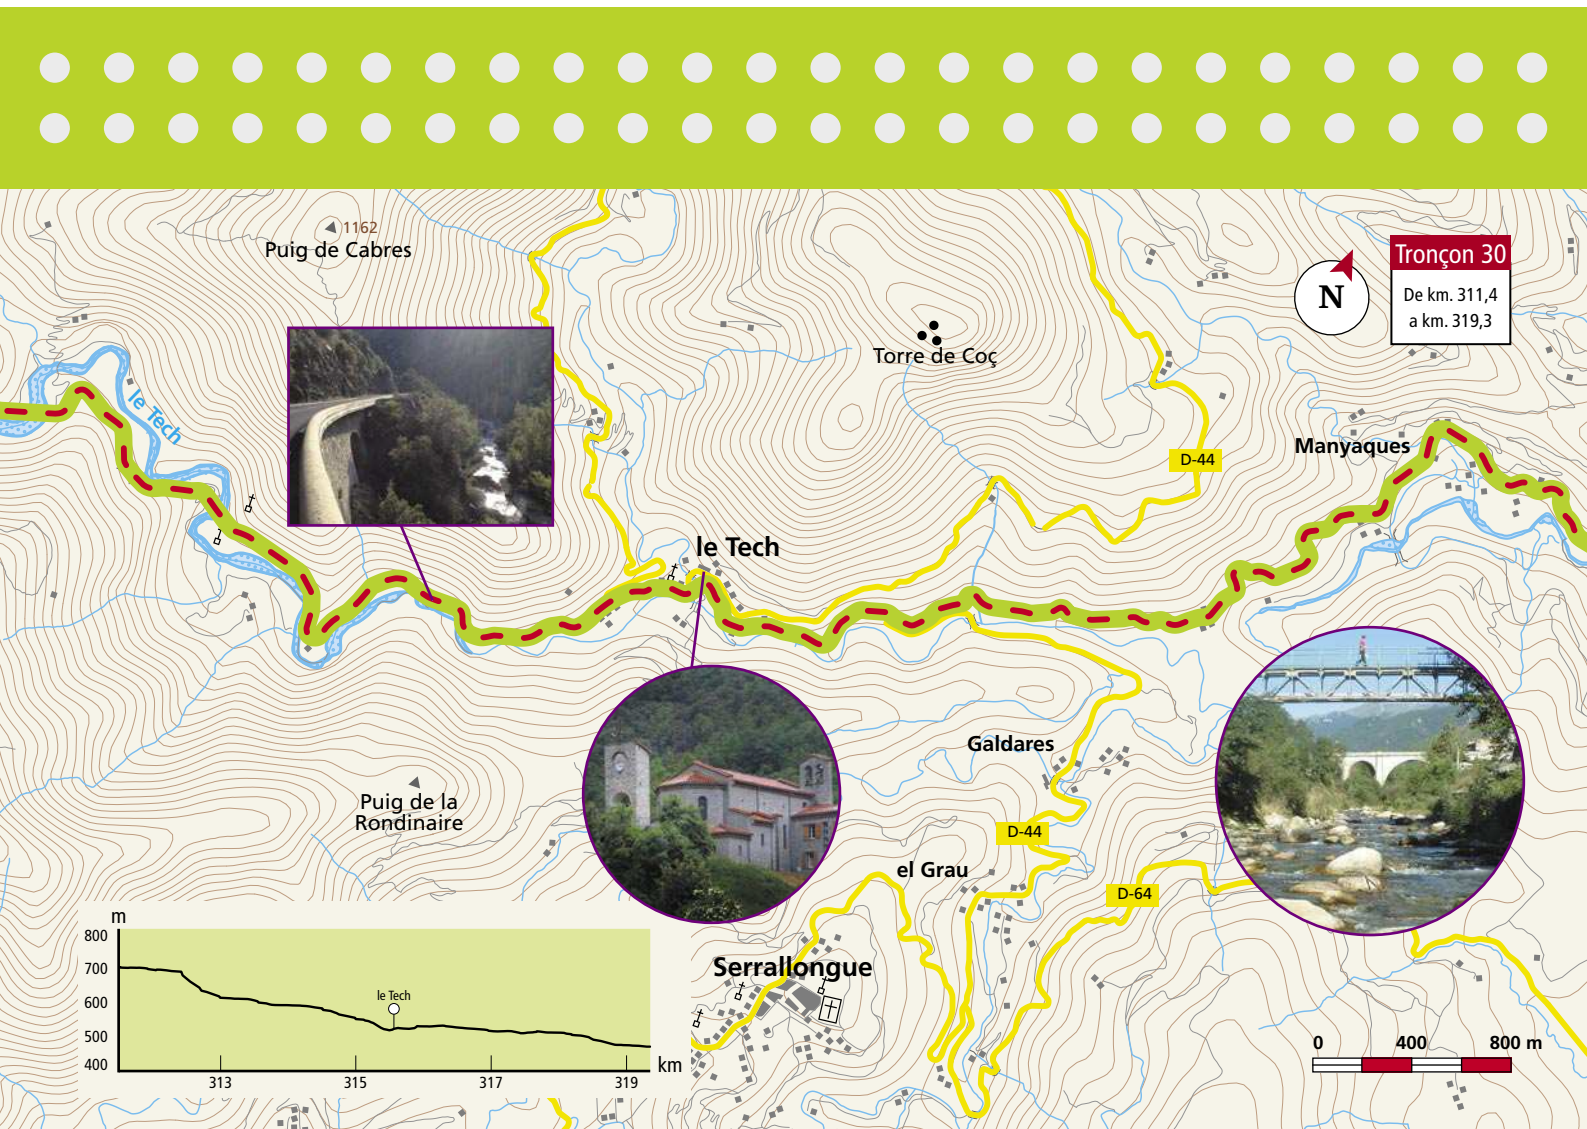 1162
Puig de Cabres
Tronçon 30
De km. 311,4
a km. 319,3
N
Torre de Coç
le Tech
Manyaques
D-44
le Tech
Galdares
Puig de la
Rondinaire
D-44
el Grau
D-64
Serrallongue
m
800
700
600
500
400
le Tech
km
313
315
317
319
0
400
800 m